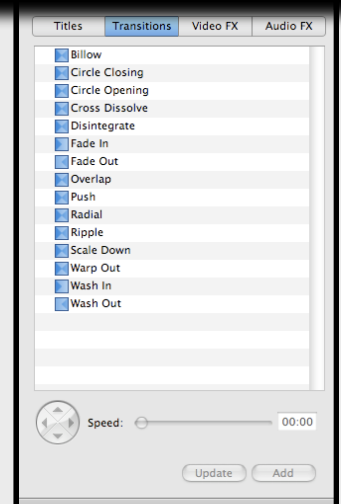 Titles Transitions Video FX Audio FX
Billow
Circle Closing
Circle Opening
Cross Dissolve
Disintegrate
Fade In
Fade Out
Overlap
Push
Radial
Ripple
Scale Down
Warp Out
Wash In
Wash Out
Speed: 00:00
Update Add